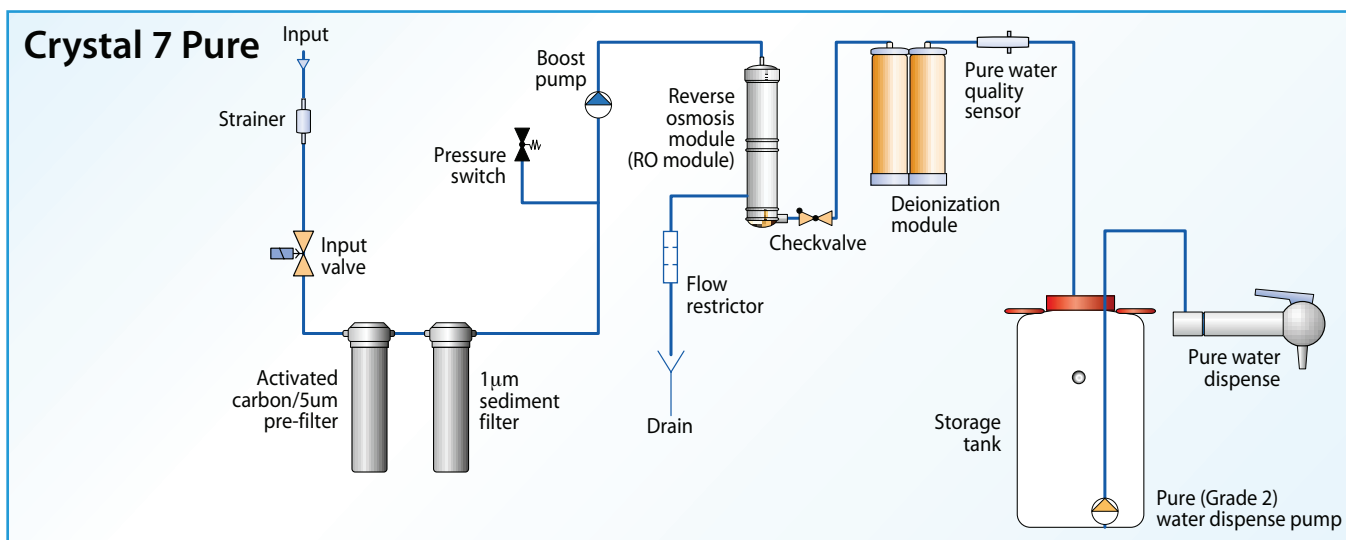 Crystal 7 Pure
Input
Strainer
Input
valve
Activated
carbon/5um
pre-filter
1μm
sediment
filter
Pressure
switch
Boost
pump
Reverse
osmosis
module
(RO module)
Flow
restrictor
Drain
Checkvalve
Deionization
module
Pure water
quality
sensor
Storage
tank
Pure water
dispense
Pure (Grade 2)
water dispense pump